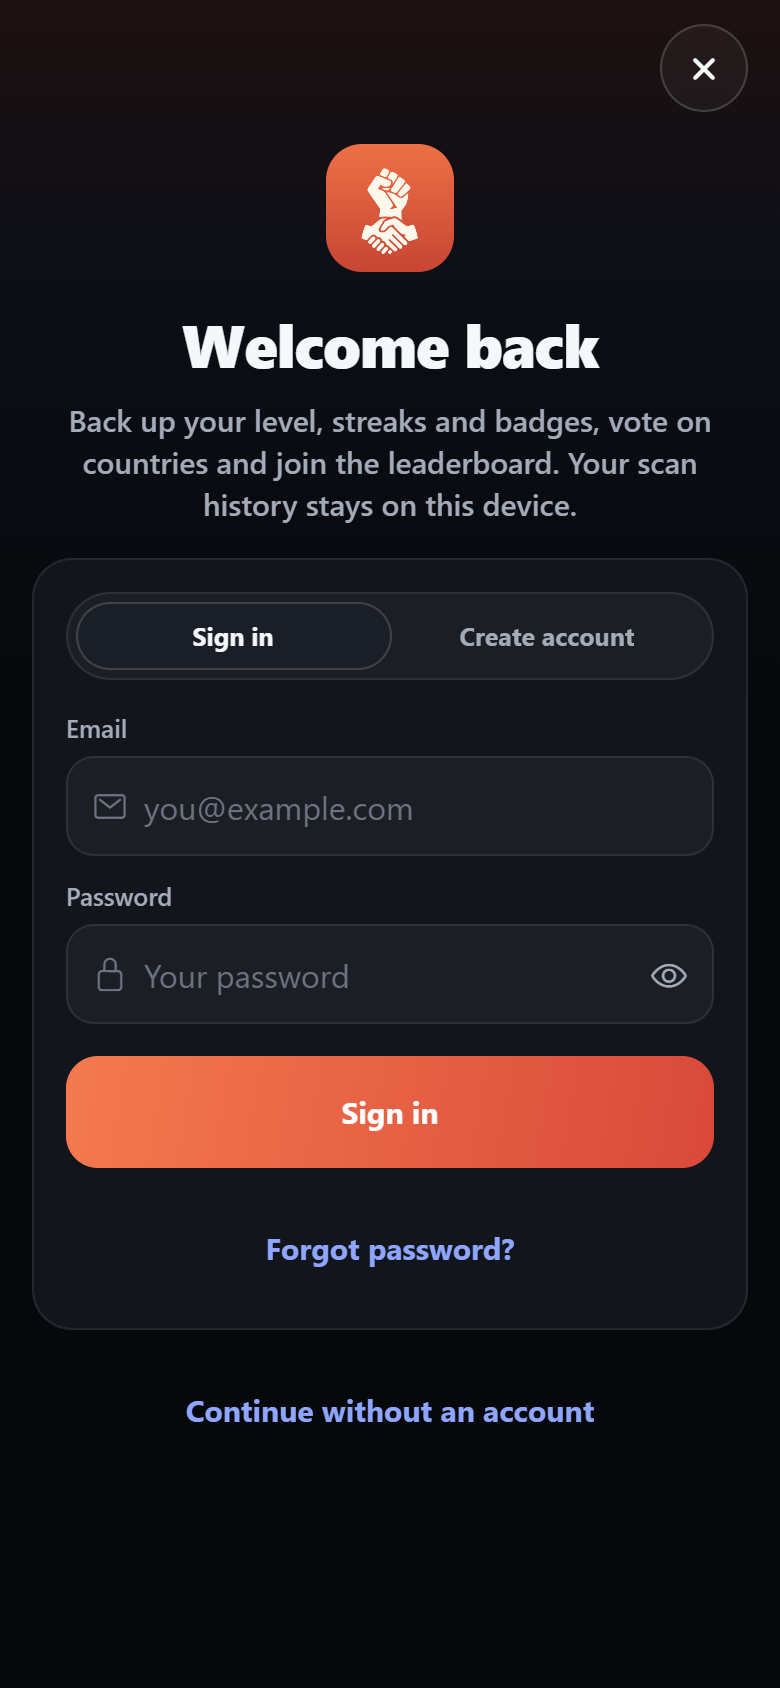 Welcome back
Back up your level, streaks and badges, vote on
countries and join the leaderboard. Your scan
history stays on this device.
Sign in
Create account
Email
you@example.com
Password
Your password
Sign in
Forgot password?
Continue without an account